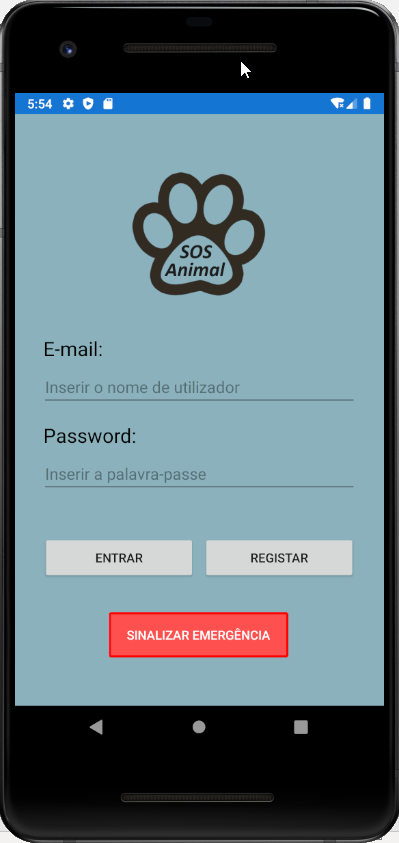 5:54
SOS
Animal
E-mail:
Inserir o nome de utilizador
Password:
Inserir a palavra-passe
ENTRAR
REGISTAR
SINALIZAR EMERGÊNCIA